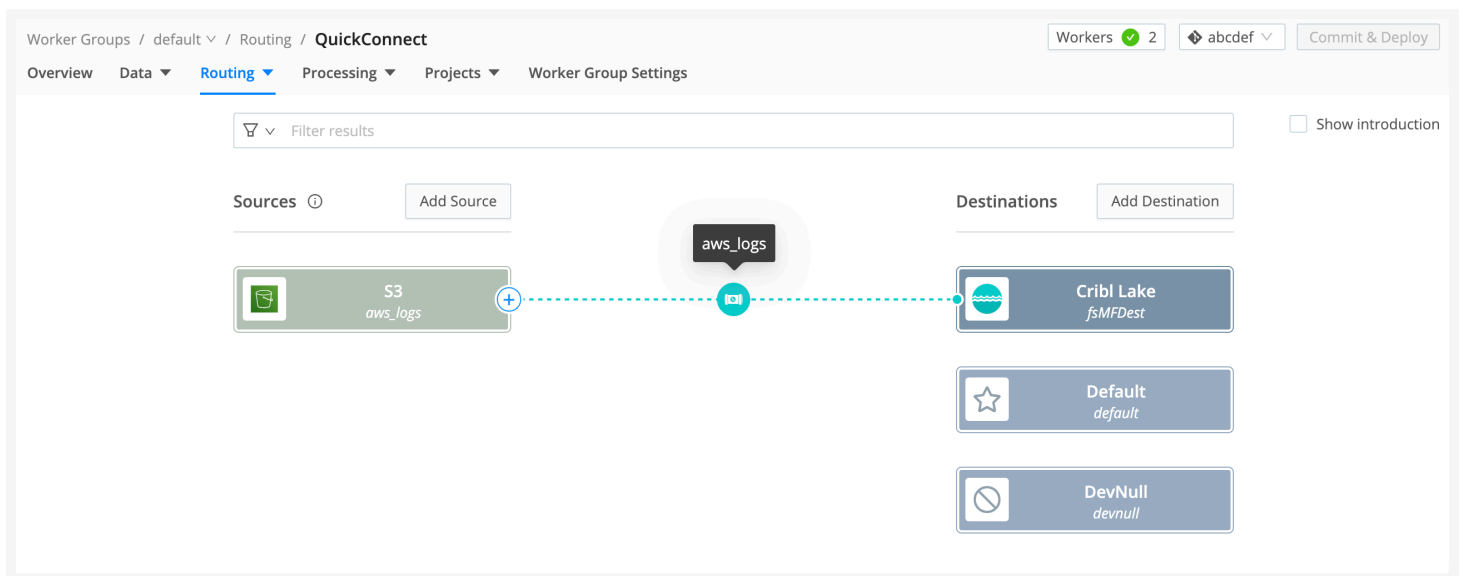 Worker Groups / default / Routing / QuickConnect
Workers 2 abcdef Commit & Deploy
Overview Data Routing Processing Projects Worker Group Settings
Filter results
Show introduction
Sources Add Source
Destinations Add Destination
aws_logs
S3
aws_logs
Cribl Lake
fsMFDest
Default
default
DevNull
devnull